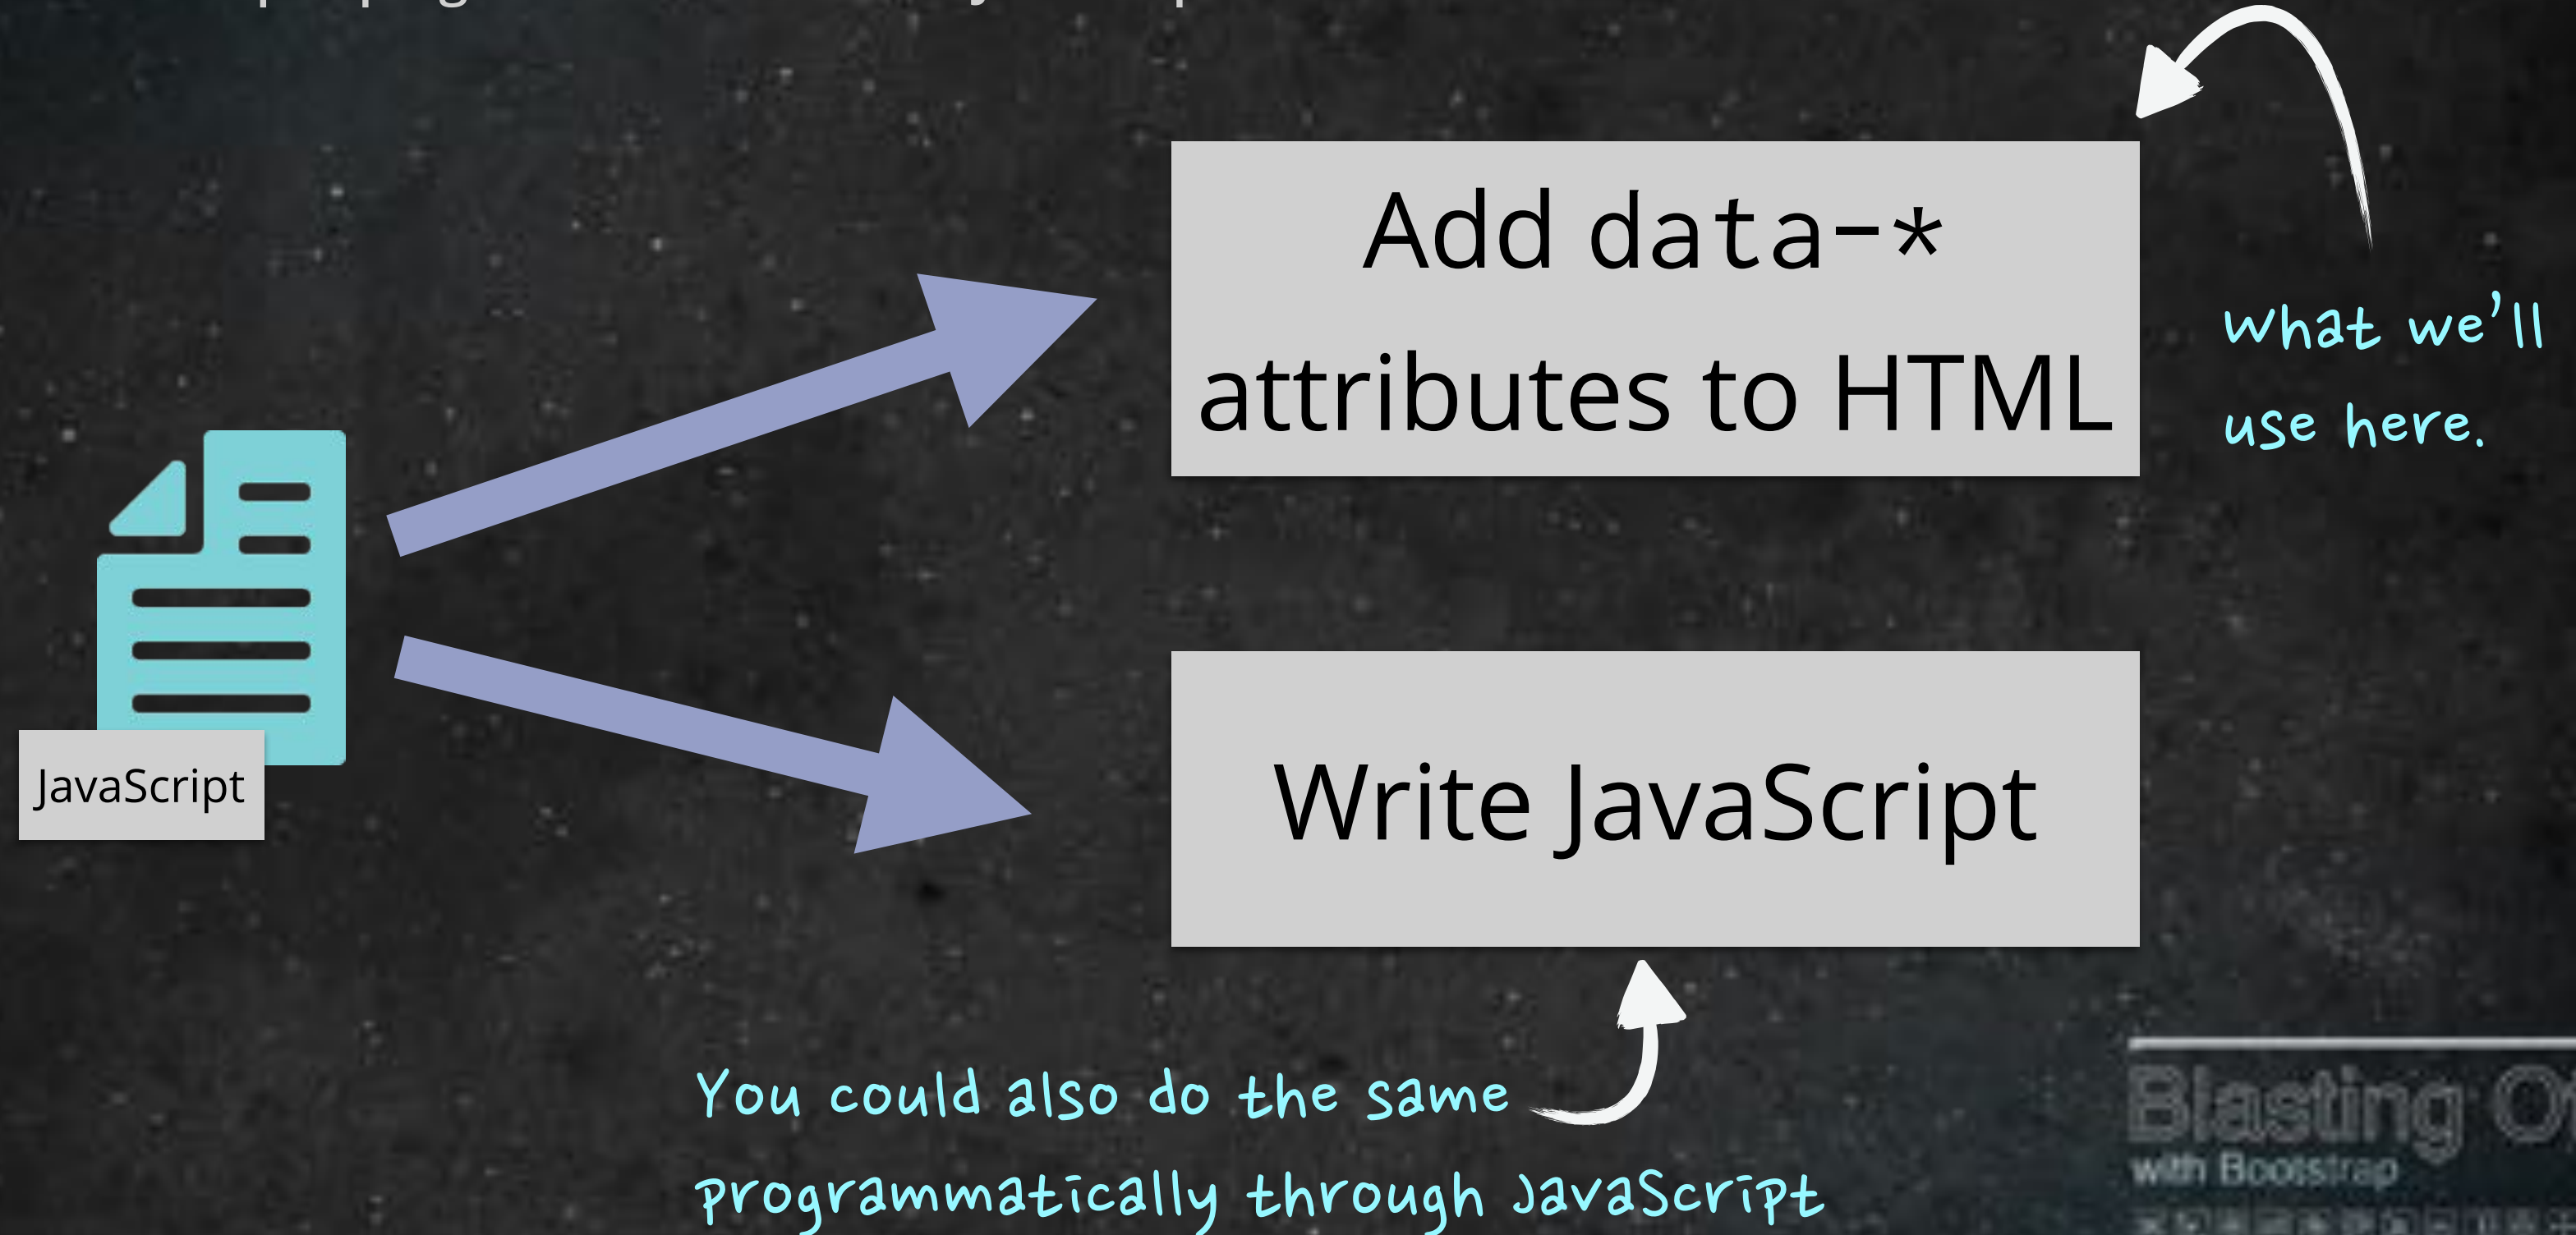 Add data-*
attributes to HTML
what we'll
use here.
JavaScript
Write JavaScript
You could also do the same
programmatically through JavaScript
Blasting
with Bootstrap